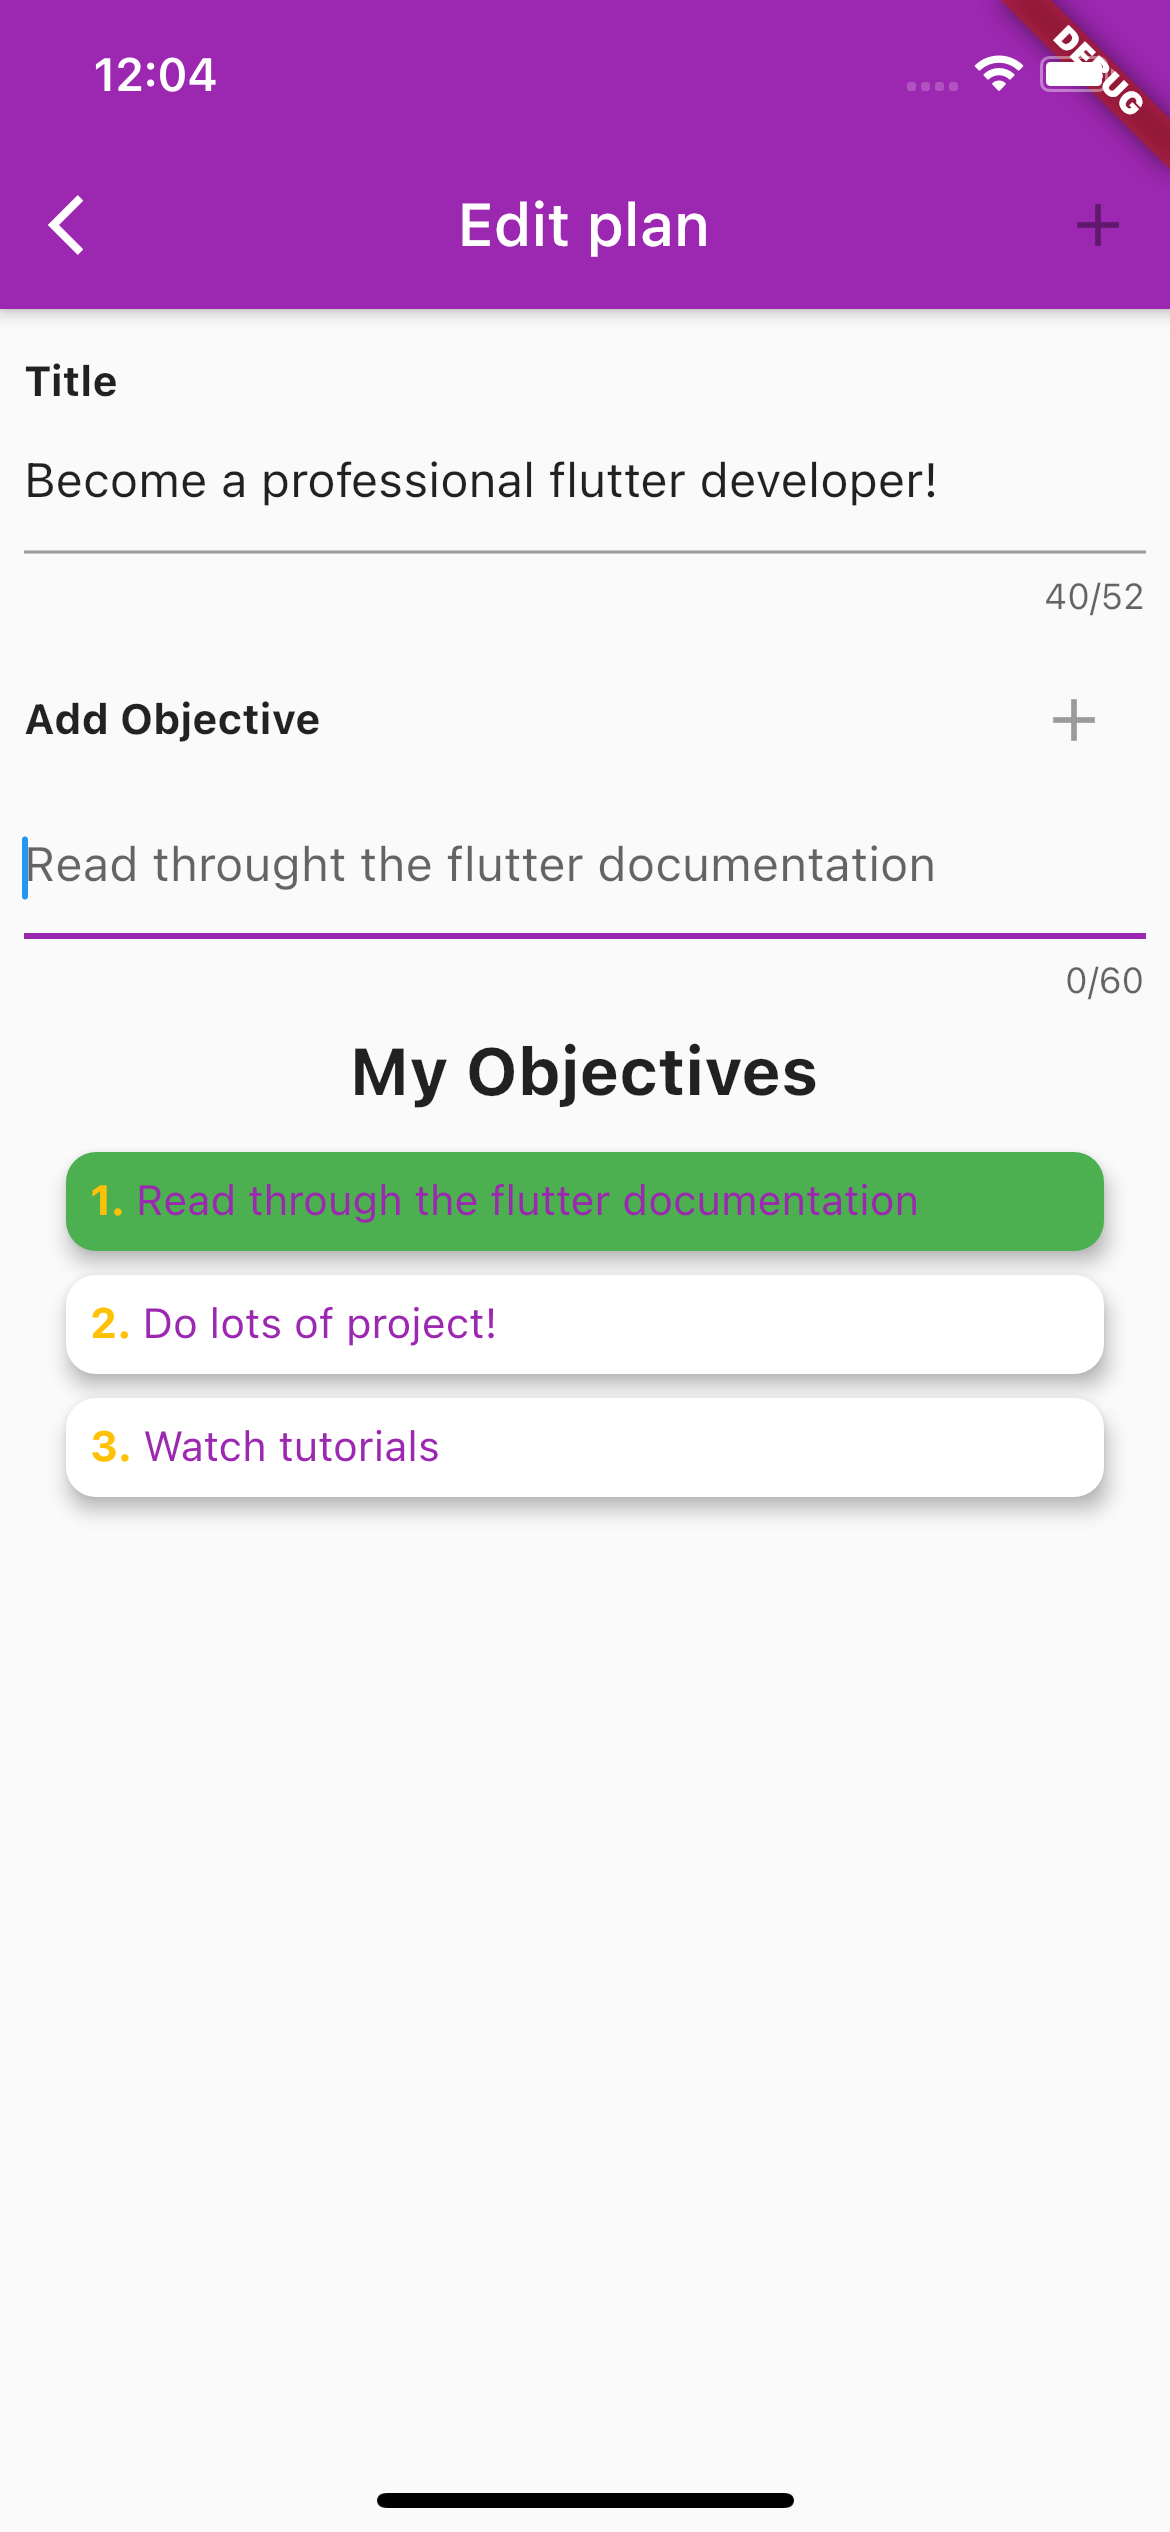 12:04
DEBUG
Edit plan
Title
Become a professional flutter developer!
40/52
Add Objective
Read throught the flutter documentation
0/60
My Objectives
1. Read through the flutter documentation
2. Do lots of project!
3. Watch tutorials